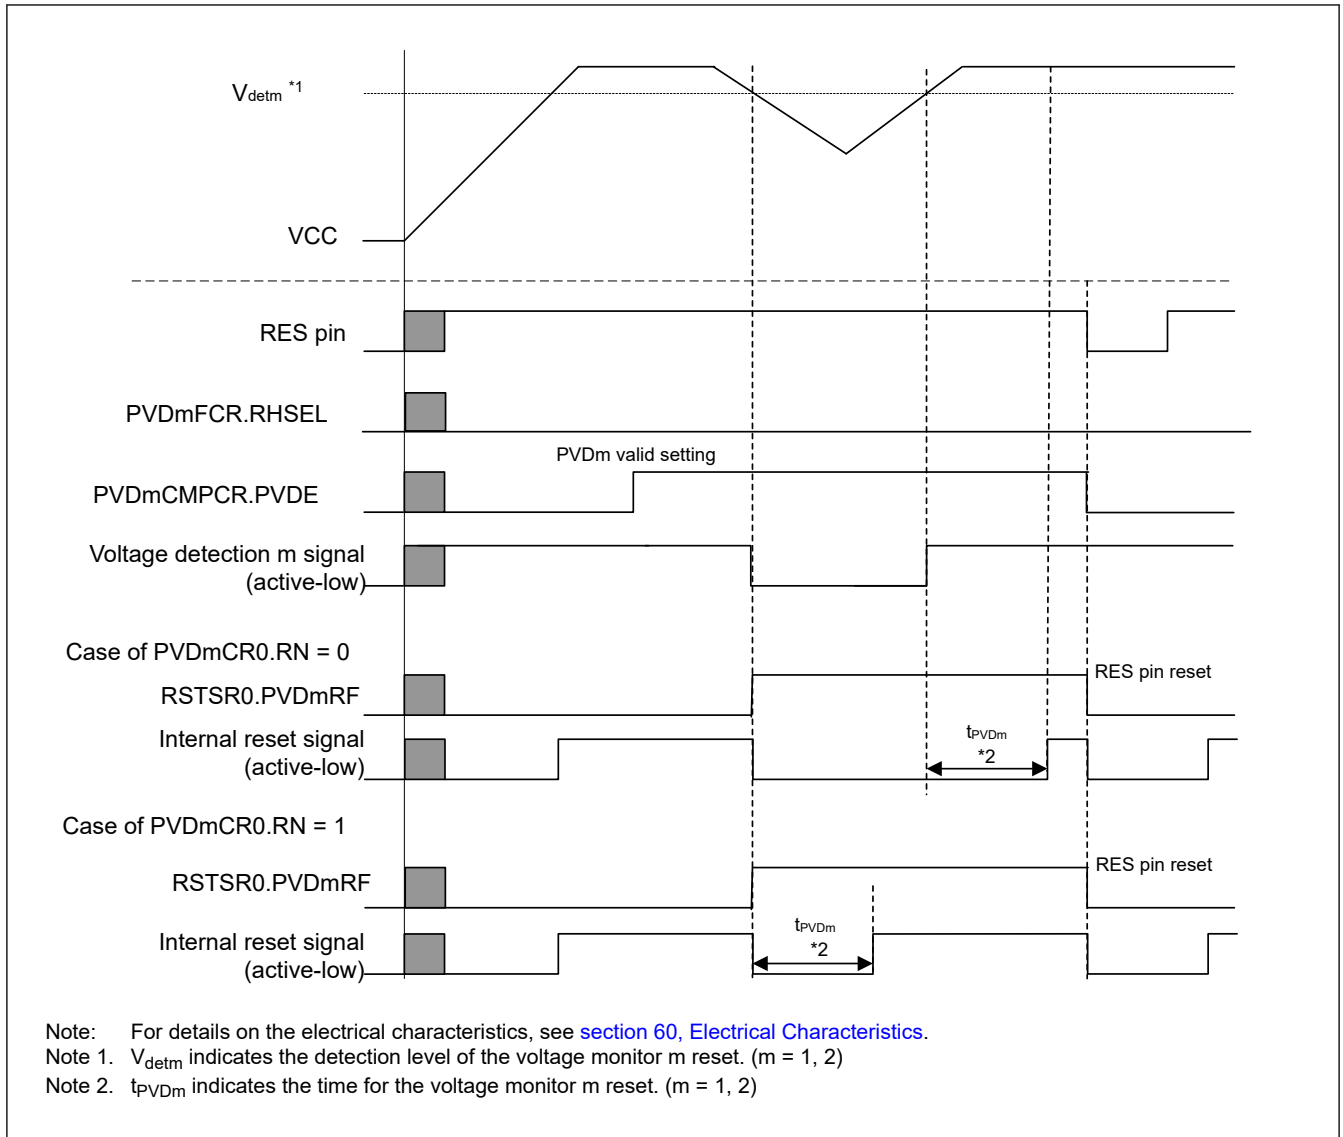 Vdetm *1
VCC
RES pin
PVDmFCR.RHSEL
PVDm valid setting
PVDmCMPCR.PVDE
Voltage detection m signal
(active-low)
Case of PVDmCR0.RN = 0
RES pin reset
RSTSR0.PVDmRF
Internal reset signal
(active-low)
tPVDm
*2
Case of PVDmCR0.RN = 1
RES pin reset
RSTSR0.PVDmRF
Internal reset signal
(active-low)
tPVDm
*2
Note: For details on the electrical characteristics, see section 60, Electrical Characteristics.
Note 1. Vdetm indicates the detection level of the voltage monitor m reset. (m = 1, 2)
Note 2. tPVDm indicates the time for the voltage monitor m reset. (m = 1, 2)